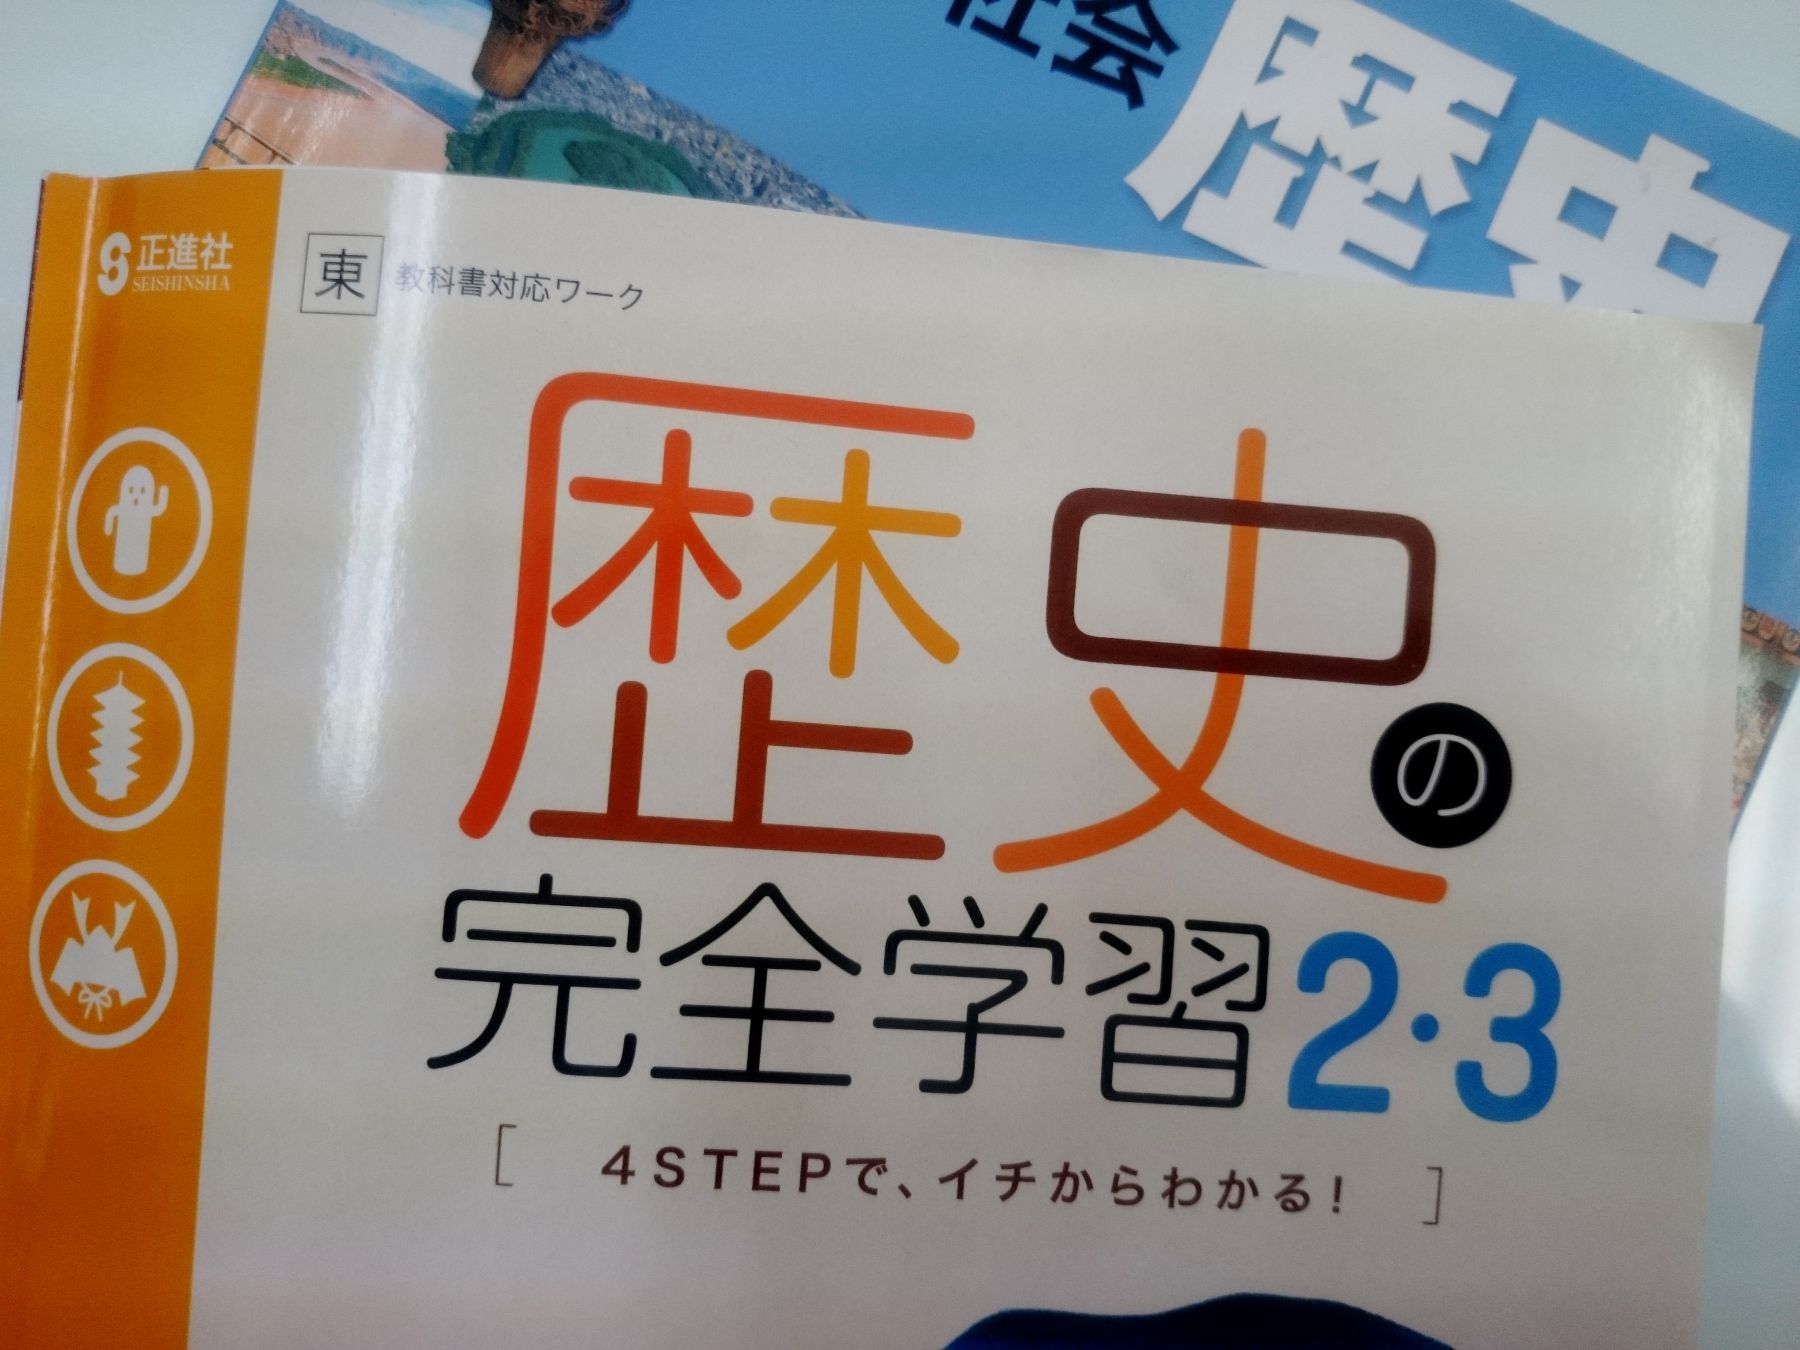 社会
歴史
正進社
SEISHINSHA
東 教科書対応ワーク
歴史の
完全学習2・3
[ 4STEPで、イチからわかる! ]